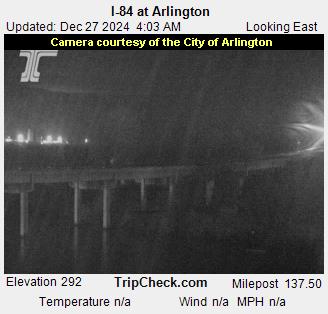 I-84 at Arlington
Updated: Dec 27 2024 4:03 AM Looking East
Camera courtesy of the City of Arlington
Elevation 292 TripCheck.com Milepost 137.50
Temperature n/a Wind n/a MPH n/a